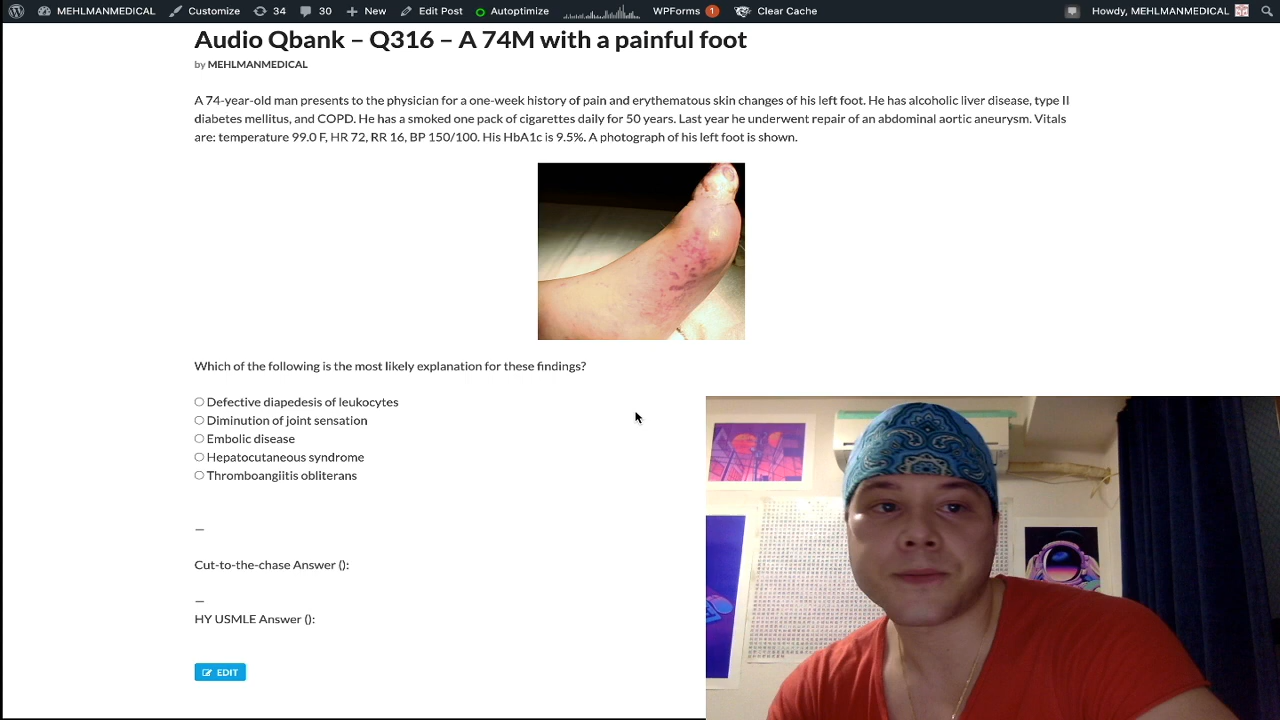 MEHLMANMEDICAL Customize 34 30 New Edit Post Autoptimize WPForms 1 Clear Cache Howdy, MEHLMANMEDICAL
Audio Qbank – Q316 – A 74M with a painful foot
by MEHLMANMEDICAL
A 74-year-old man presents to the physician for a one-week history of pain and erythematous skin changes of his left foot. He has alcoholic liver disease, type II
diabetes mellitus, and COPD. He has a smoked one pack of cigarettes daily for 50 years. Last year he underwent repair of an abdominal aortic aneurysm. Vitals
are: temperature 99.0 F, HR 72, RR 16, BP 150/100. His HbA1c is 9.5%. A photograph of his left foot is shown.
Which of the following is the most likely explanation for these findings?
Defective diapedesis of leukocytes
Diminution of joint sensation
Embolic disease
Hepatocutaneous syndrome
Thromboangiitis obliterans
—
Cut-to-the-chase Answer ():
—
HY USMLE Answer ():
EDIT